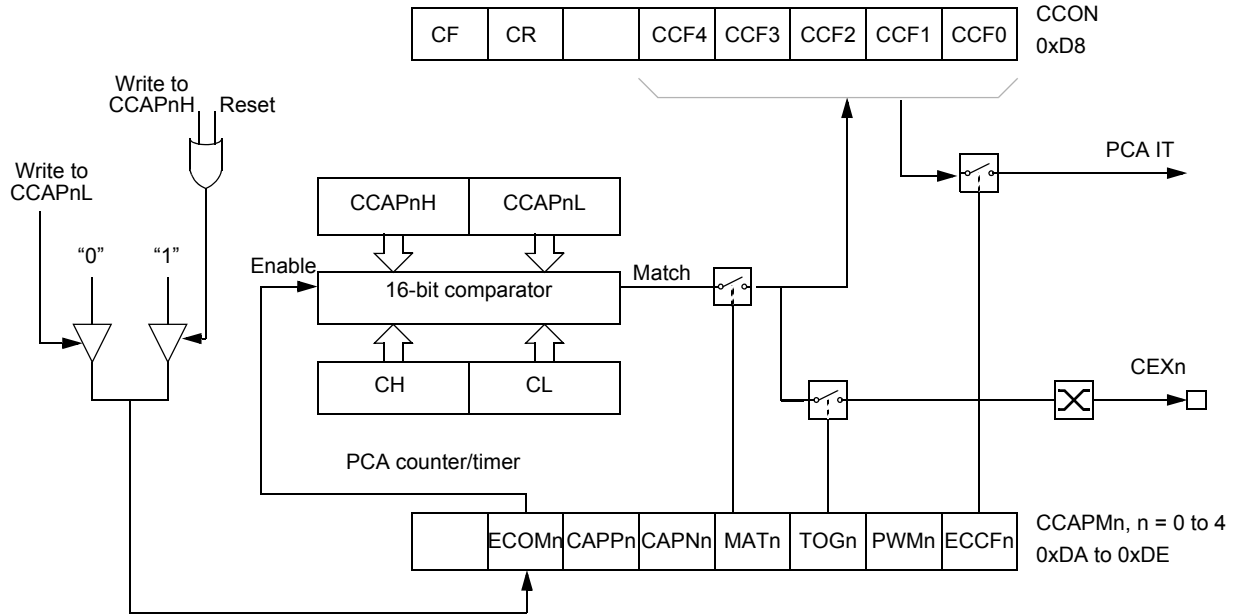 CF CR CCF4 CCF3 CCF2 CCF1 CCF0
CCON
0xD8
Write to
CCAPnH Reset
Write to
CCAPnL
PCA IT
CCAPnH CCAPnL
“0” “1”
Enable
16-bit comparator
Match
CH CL
CEXn
PCA counter/timer
ECOMn CAPPn CAPNn MATn TOGn PWMn ECCFn
CCAPMn, n = 0 to 4
0xDA to 0xDE